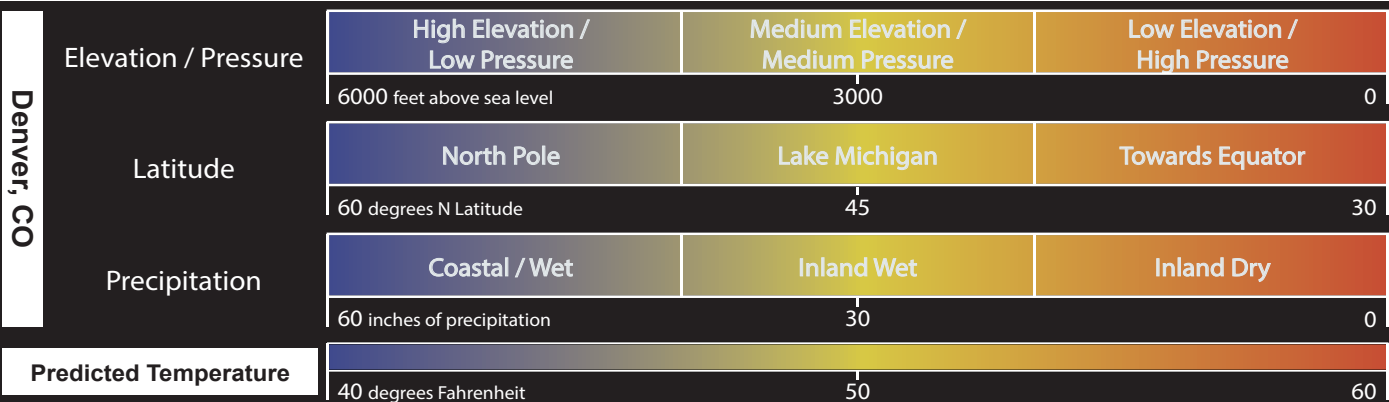 Denver, CO
Elevation / Pressure
High Elevation /
Low Pressure
Medium Elevation /
Medium Pressure
Low Elevation /
High Pressure
6000 feet above sea level
3000
0
Latitude
North Pole
Lake Michigan
Towards Equator
60 degrees N Latitude
45
30
Precipitation
Coastal / Wet
Inland Wet
Inland Dry
60 inches of precipitation
30
0
Predicted Temperature
40 degrees Fahrenheit
50
60